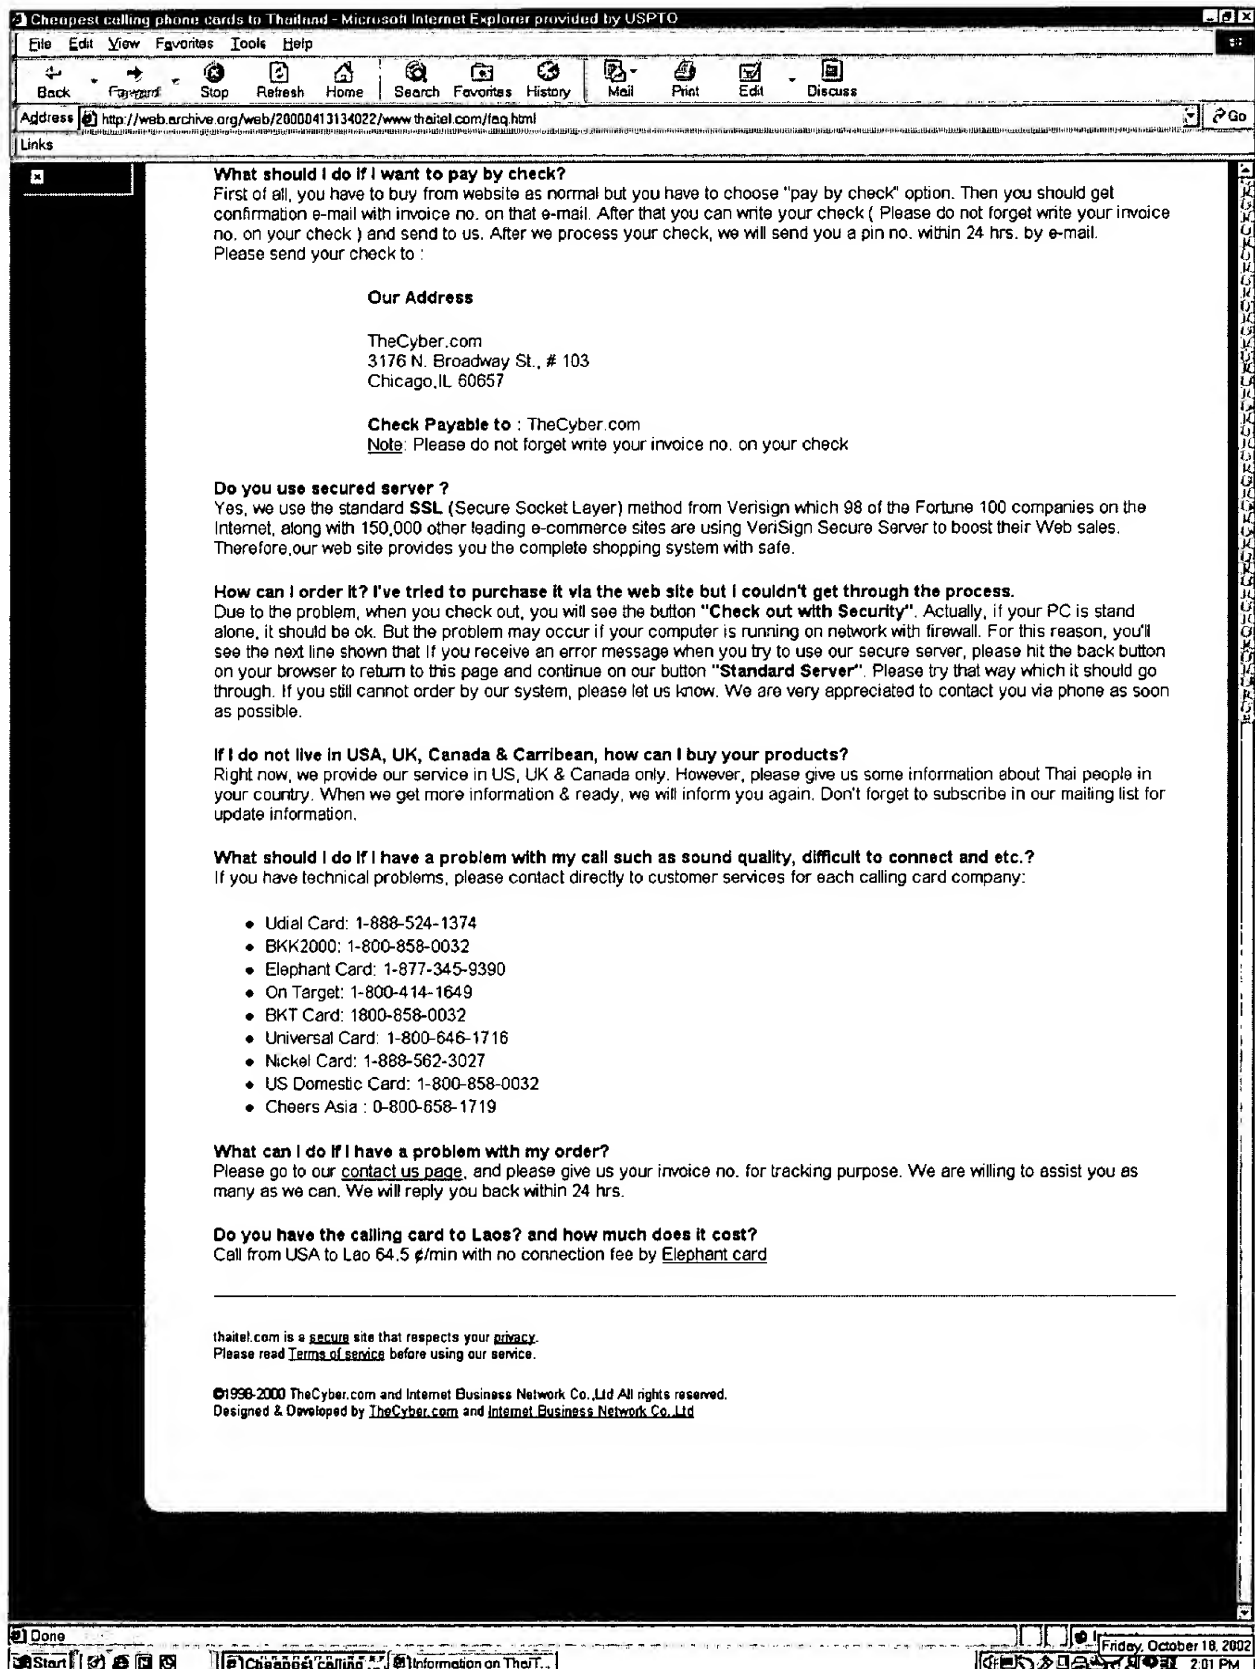 Cheapest calling phone cards to Thailand - Microsoft Internet Explorer provided by USPTO
File Edit View Favorites Tools Help
Back Forward Stop Refresh Home Search Favorites History Mail Print Edit Discuss
Address http://web.archive.org/web/20000413134022/www.thaitel.com/faq.html Go
Links
What should I do if I want to pay by check?
First of all, you have to buy from website as normal but you have to choose "pay by check" option. Then you should get
confirmation e-mail with invoice no. on that e-mail. After that you can write your check ( Please do not forget write your invoice
no. on your check ) and send to us. After we process your check, we will send you a pin no. within 24 hrs. by e-mail.
Please send your check to :
Our Address
TheCyber.com
3176 N. Broadway St., # 103
Chicago,IL 60657
Check Payable to : TheCyber.com
Note: Please do not forget write your invoice no. on your check
Do you use secured server ?
Yes, we use the standard SSL (Secure Socket Layer) method from Verisign which 98 of the Fortune 100 companies on the
Internet, along with 150,000 other leading e-commerce sites are using VeriSign Secure Server to boost their Web sales.
Therefore,our web site provides you the complete shopping system with safe.
How can I order it? I've tried to purchase it via the web site but I couldn't get through the process.
Due to the problem, when you check out, you will see the button "Check out with Security". Actually, if your PC is stand
alone, it should be ok. But the problem may occur if your computer is running on network with firewall. For this reason, you'll
see the next line shown that If you receive an error message when you try to use our secure server, please hit the back button
on your browser to return to this page and continue on our button "Standard Server". Please try that way which it should go
through. If you still cannot order by our system, please let us know. We are very appreciated to contact you via phone as soon
as possible.
If I do not live in USA, UK, Canada & Carribean, how can I buy your products?
Right now, we provide our service in US, UK & Canada only. However, please give us some information about Thai people in
your country. When we get more information & ready, we will inform you again. Don't forget to subscribe in our mailing list for
update information.
What should I do if I have a problem with my call such as sound quality, difficult to connect and etc.?
If you have technical problems, please contact directly to customer services for each calling card company:
• Udial Card: 1-888-524-1374
• BKK2000: 1-800-858-0032
• Elephant Card: 1-877-345-9390
• On Target: 1-800-414-1649
• BKT Card: 1800-858-0032
• Universal Card: 1-800-646-1716
• Nickel Card: 1-888-562-3027
• US Domestic Card: 1-800-858-0032
• Cheers Asia : 0-800-658-1719
What can I do if I have a problem with my order?
Please go to our contact us page, and please give us your invoice no. for tracking purpose. We are willing to assist you as
many as we can. We will reply you back within 24 hrs.
Do you have the calling card to Laos? and how much does it cost?
Call from USA to Lao 64.5 ¢/min with no connection fee by Elephant card
thaitel.com is a secure site that respects your privacy.
Please read Terms of service before using our service.
©1998-2000 TheCyber.com and Internet Business Network Co.,Ltd All rights reserved.
Designed & Developed by TheCyber.com and Internet Business Network Co.,Ltd
Done
Friday, October 18, 2002
Start Cheapest calling ... Information on ThaiT... 2:01 PM